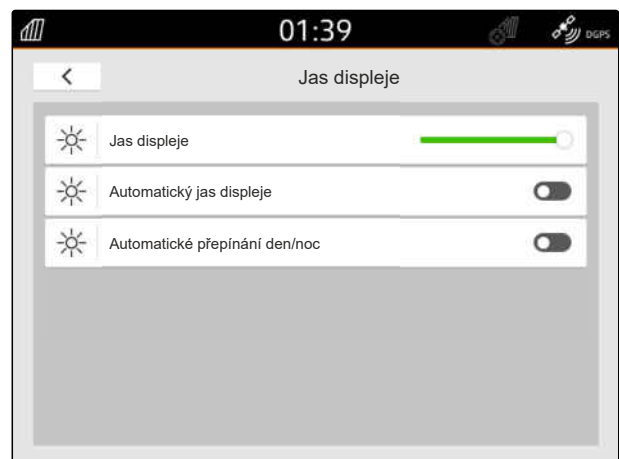 01:39
DGPS
Jas displeje
Jas displeje
Automatický jas displeje
Automatické přepínání den/noc